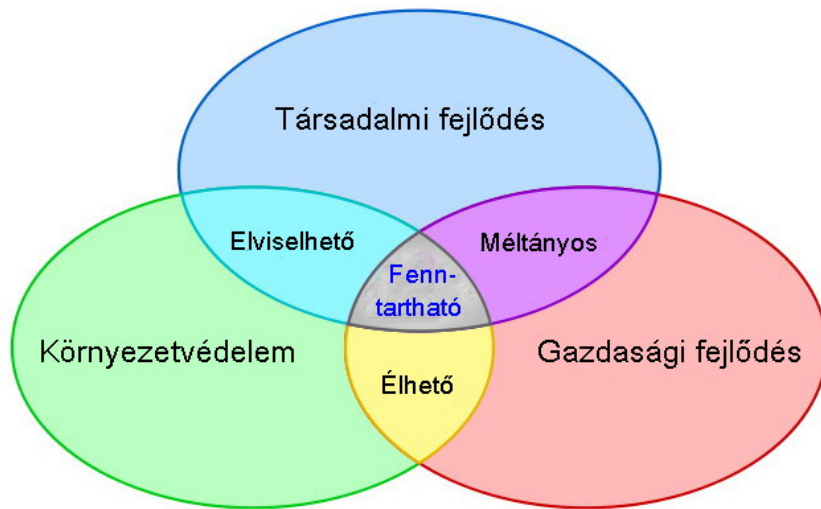 Társadalmi fejlődés
Elviselhető
Méltányos
Fenn-
tartható
Környezetvédelem
Gazdasági fejlődés
Élhető